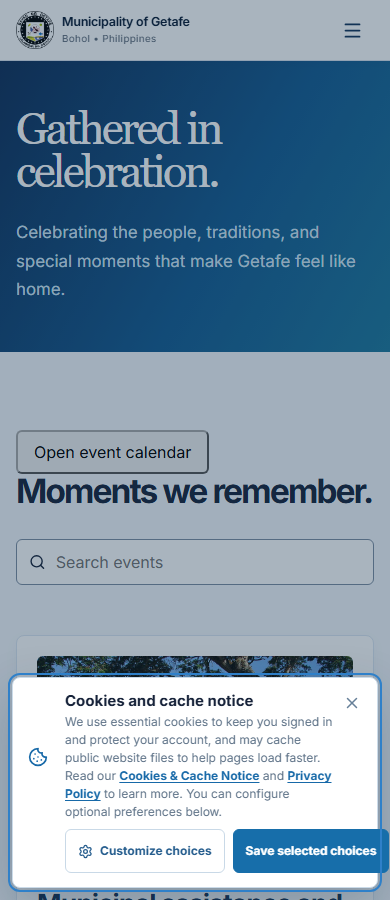 Municipality of Getafe
Bohol • Philippines
Gathered in
celebration.
Celebrating the people, traditions, and
special moments that make Getafe feel like
home.
Open event calendar
Moments we remember.
Search events
Cookies and cache notice
We use essential cookies to keep you signed in
and protect your account, and may cache
public website files to help pages load faster.
Read our Cookies & Cache Notice and Privacy
Policy to learn more. You can configure
optional preferences below.
Customize choices
Save selected choices